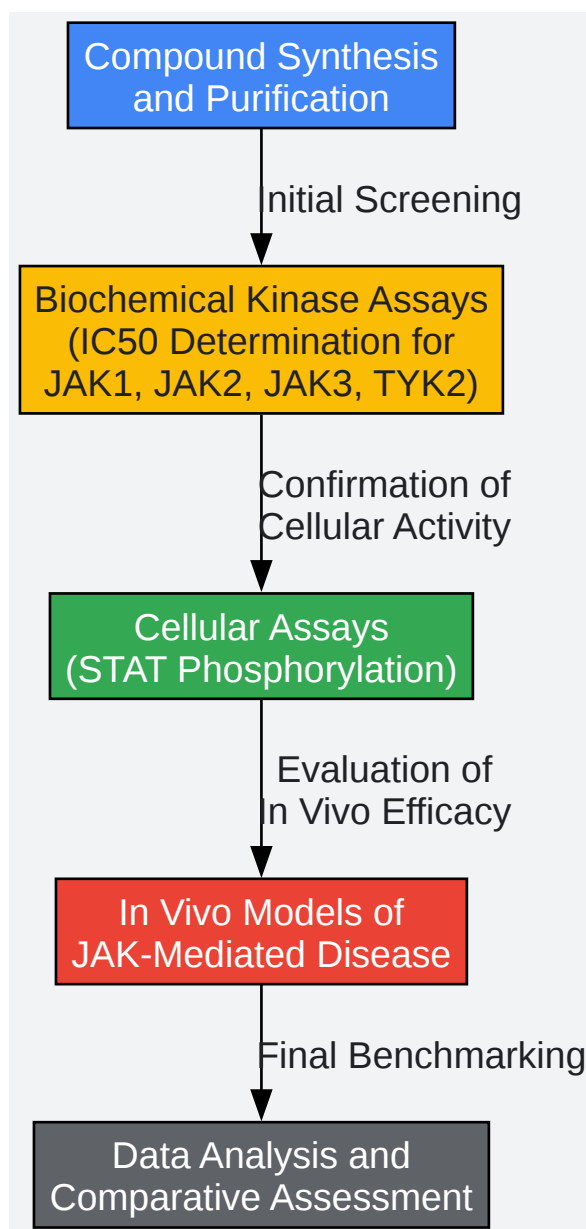 Compound Synthesis
and Purification
Initial Screening
Biochemical Kinase Assays
(IC50 Determination for
JAK1, JAK2, JAK3, TYK2)
Confirmation of
Cellular Activity
Cellular Assays
(STAT Phosphorylation)
Evaluation of
In Vivo Efficacy
In Vivo Models of
JAK-Mediated Disease
Final Benchmarking
Data Analysis and
Comparative Assessment